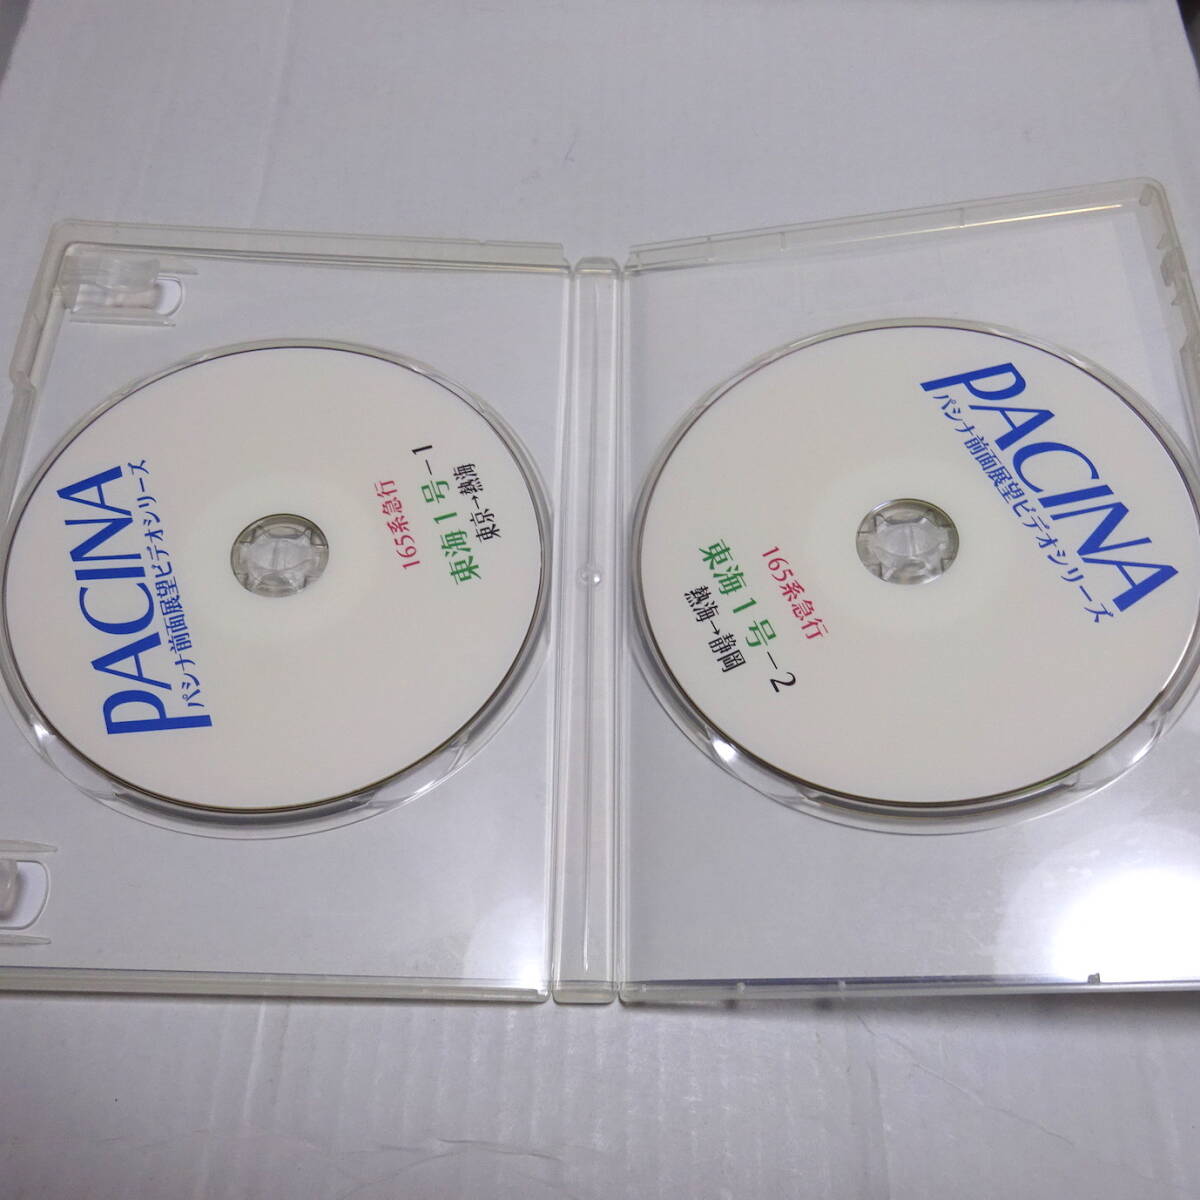 PACINA
パシナ前面展望ビデオシリーズ
165系急行
東海1号-1
東京→熱海
PACINA
パシナ前面展望ビデオシリーズ
165系急行
東海1号-2
熱海→静岡